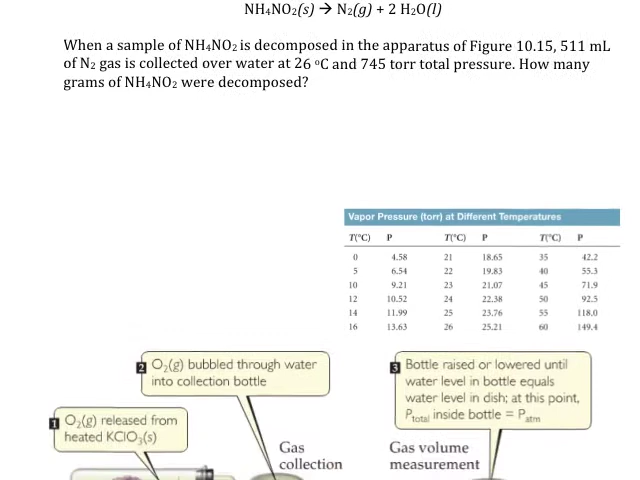 NH₄NO₂(s) → N₂(g) + 2 H₂O(l)
When a sample of NH₄NO₂ is decomposed in the apparatus of Figure 10.15, 511 mL
of N₂ gas is collected over water at 26 °C and 745 torr total pressure. How many
grams of NH₄NO₂ were decomposed?
Vapor Pressure (torr) at Different Temperatures
T(°C) P T(°C) P T(°C) P
0 4.58 21 18.65 35 42.2
5 6.54 22 19.83 40 55.3
10 9.21 23 21.07 45 71.9
12 10.52 24 22.38 50 92.5
14 11.99 25 23.76 55 118.0
16 13.63 26 25.21 60 149.4
2 O₂(g) bubbled through water
into collection bottle
3 Bottle raised or lowered until
water level in bottle equals
water level in dish; at this point,
Ptotal inside bottle = Patm
1 O₂(g) released from
heated KClO₃(s)
Gas
collection
Gas volume
measurement